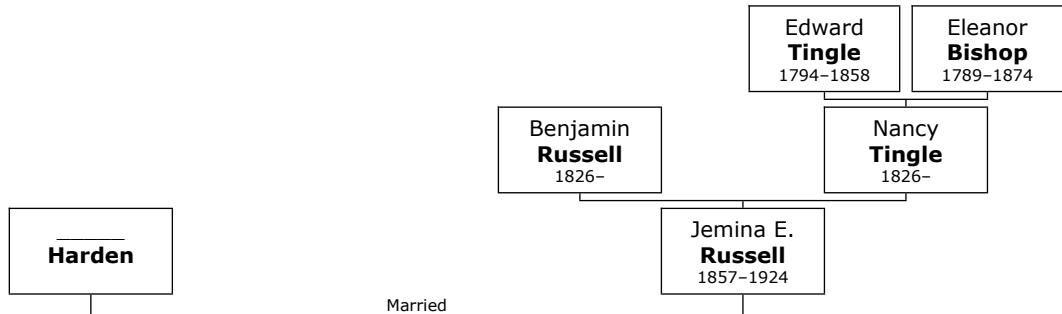 Edward
Tingle
1794–1858
Eleanor
Bishop
1789–1874
Benjamin
Russell
1826–
Nancy
Tingle
1826–
______
Harden
Jemina E.
Russell
1857–1924
Married